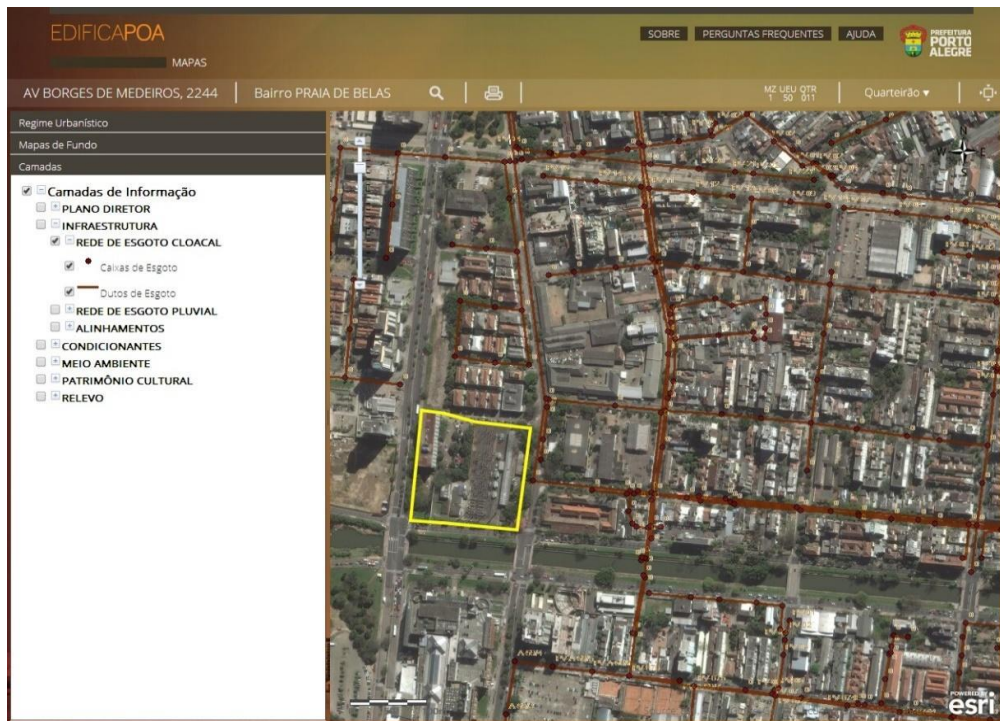 EDIFICAPOA
SOBRE
PERGUNTAS FREQUENTES
AJUDA
PREFEITURA
PORTO
ALEGRE
MAPAS
AV BORGES DE MEDEIROS, 2244
Bairro PRAIA DE BELAS
MZ UEU QTR
1 50 011
Quarteirão
Regime Urbanístico
Mapas de Fundo
Camadas
Camadas de Informação
PLANO DIRETOR
INFRAESTRUTURA
REDE DE ESGOTO CLOACAL
Caixas de Esgoto
Dutos de Esgoto
REDE DE ESGOTO PLUVIAL
ALINHAMENTOS
CONDICIONANTES
MEIO AMBIENTE
PATRIMÔNIO CULTURAL
RELEVO
POWERED BY
esri